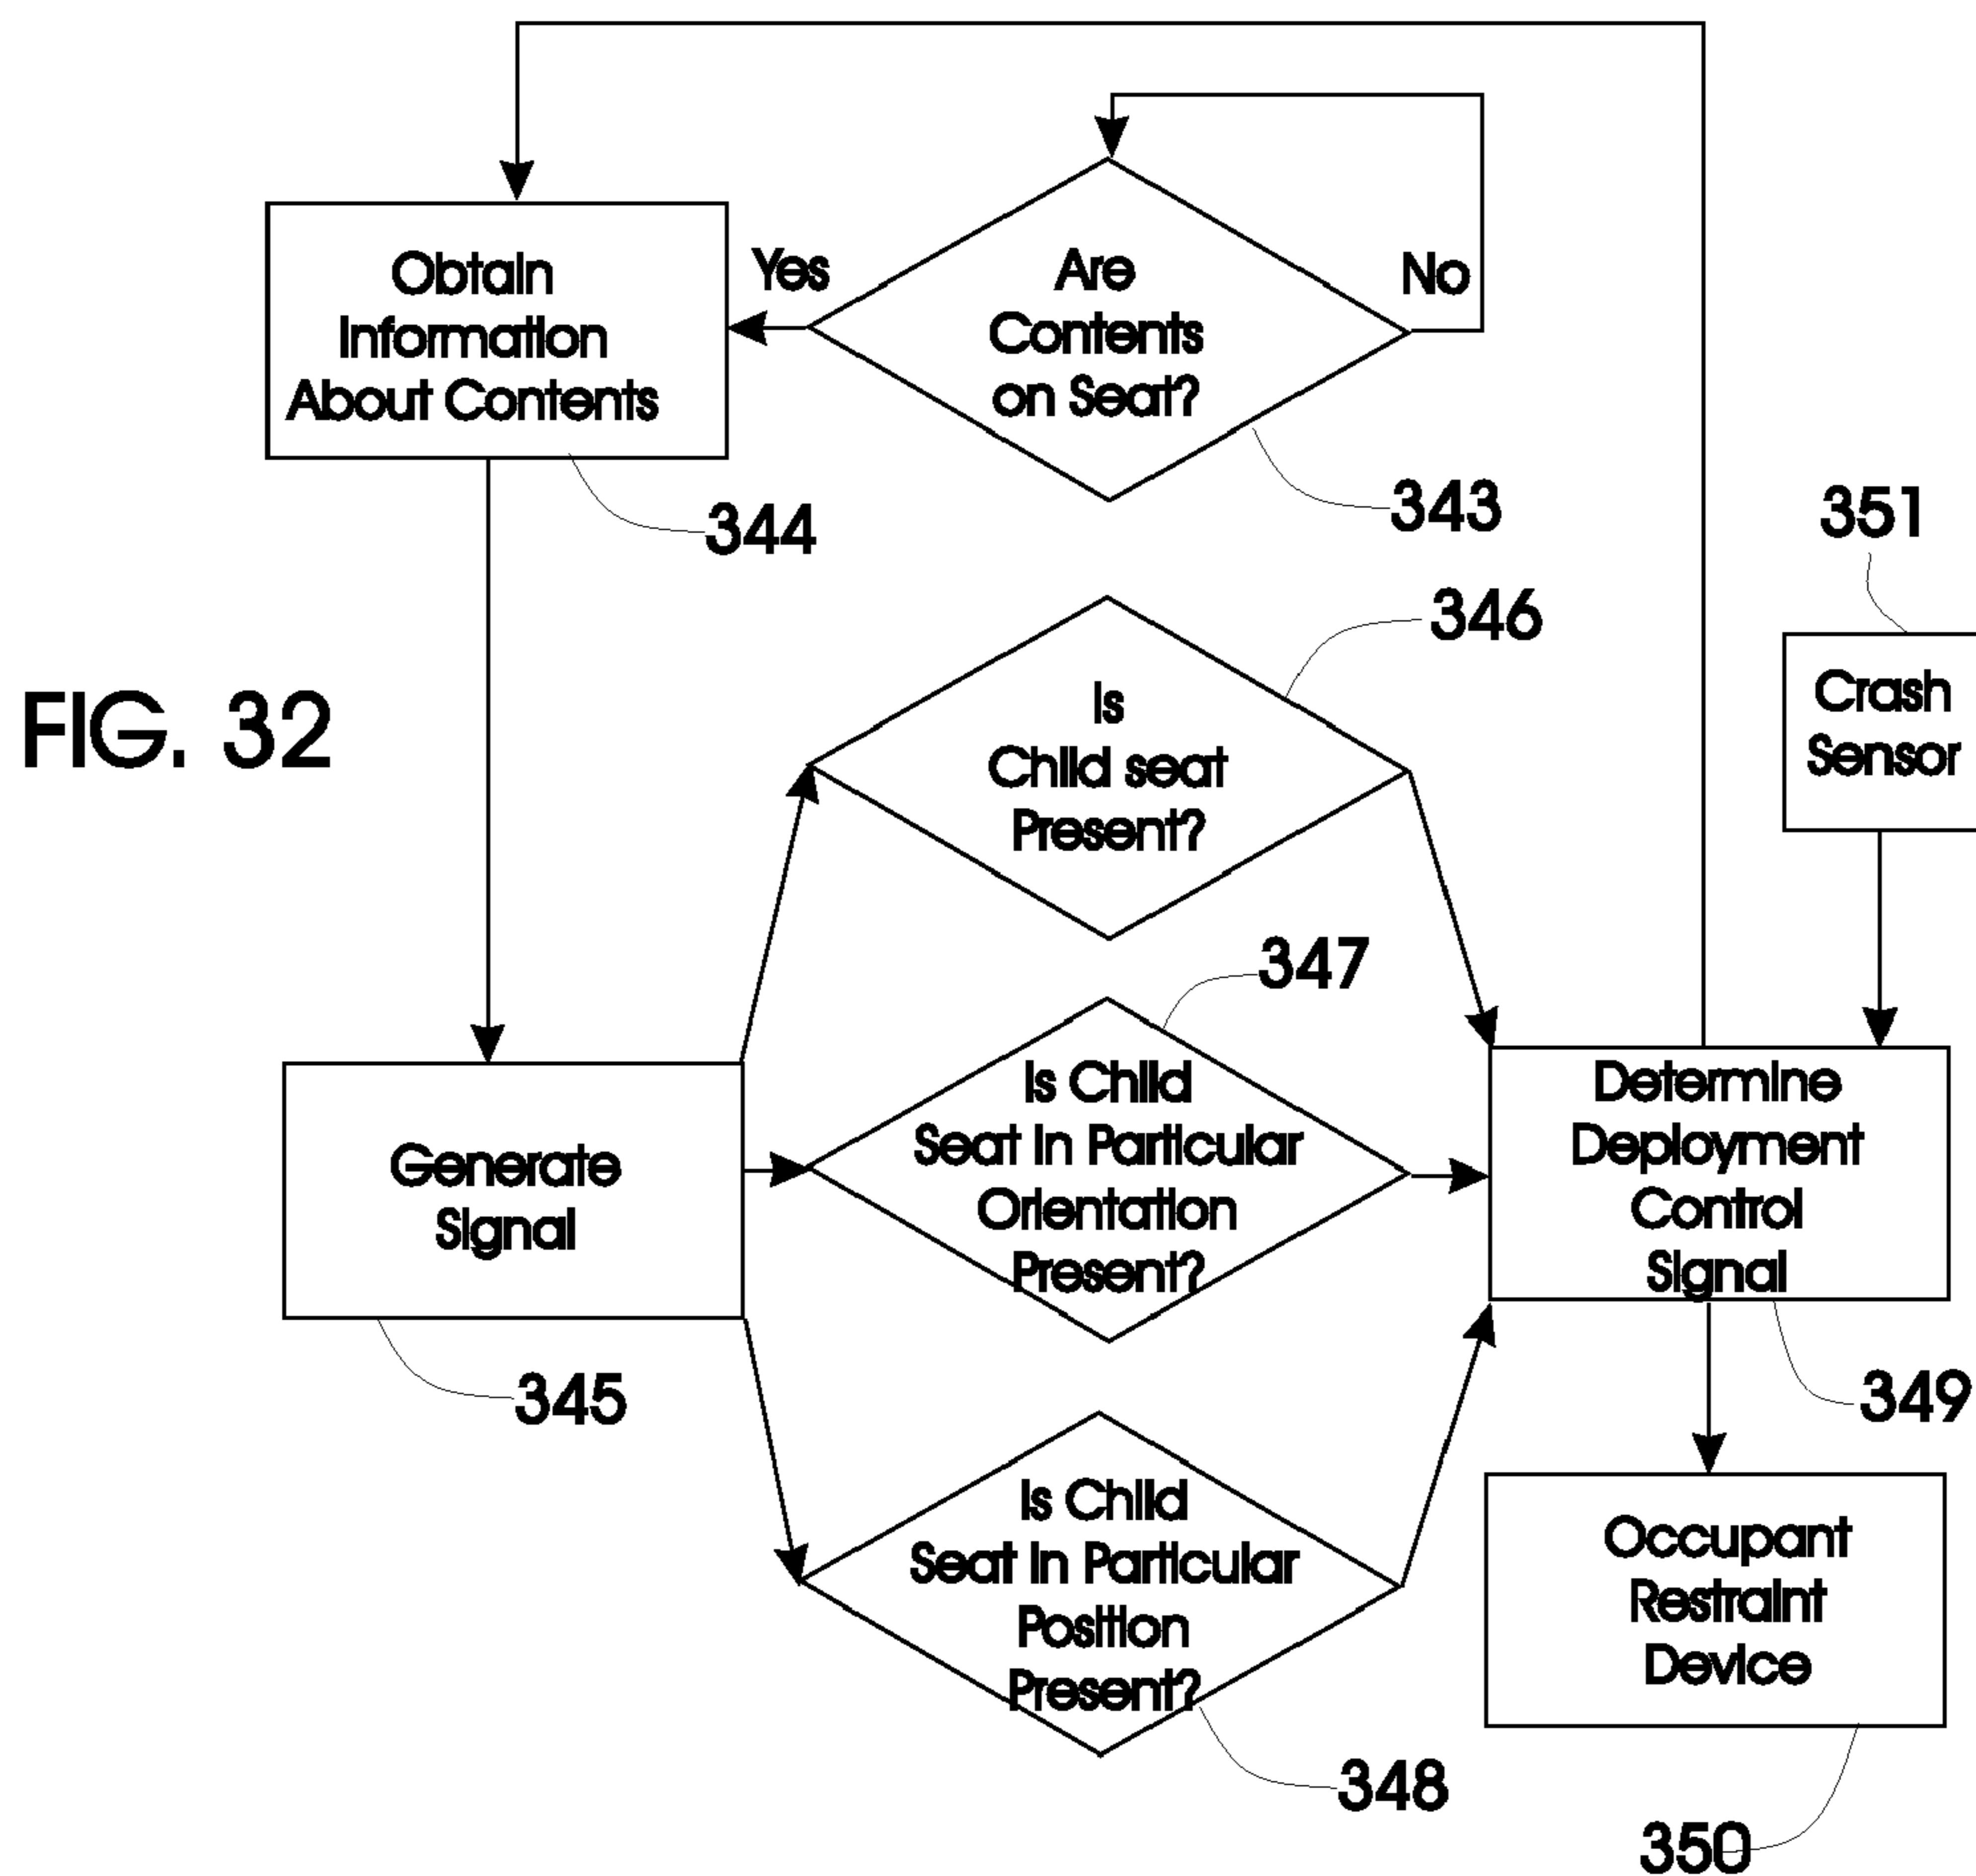 Obtain
Information
About Contents
Yes
Are
Contents
on Seat?
No
344
343
351
346
Is
Child seat
Present?
Crash
Sensor
FIG. 32
347
Is Child
Seat In Particular
Orientation
Present?
Generate
Signal
Determine
Deployment
Control
Signal
345
349
Is Child
Seat In Particular
Position
Present?
Occupant
Restraint
Device
348
350